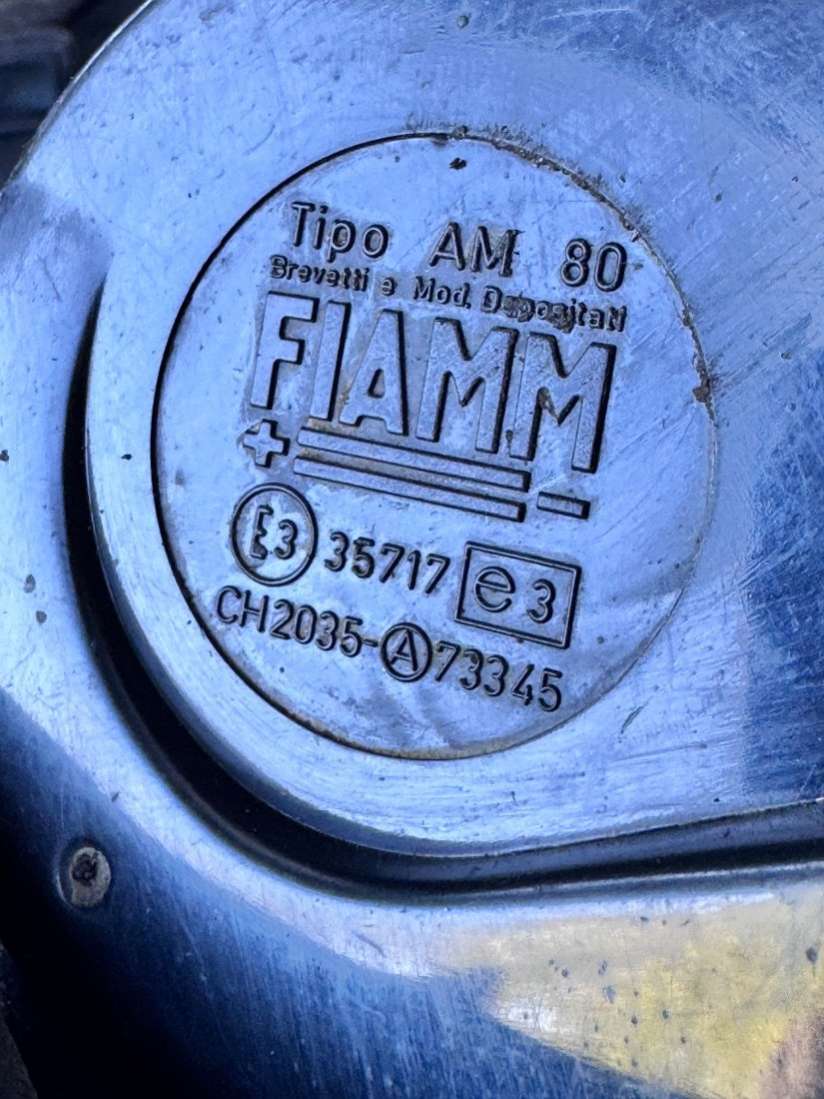 Tipo AM 80
Brevetti e Mod. Depositati
FIAMM
+ -
E3 35717 e3
CH2035-A73345